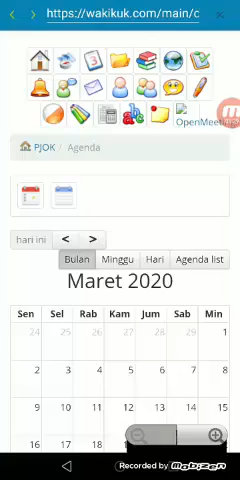 https://wakikuk.com/main/c
3
OpenMeeti
PJOK / Agenda
hari ini < >
Bulan Minggu Hari Agenda list
Maret 2020
Sen Sel Rab Kam Jum Sab Min
24 25 26 27 28 29 1
2 3 4 5 6 7 8
9 10 11 12 13 14 15
16 17 18
Recorded by Mobizen